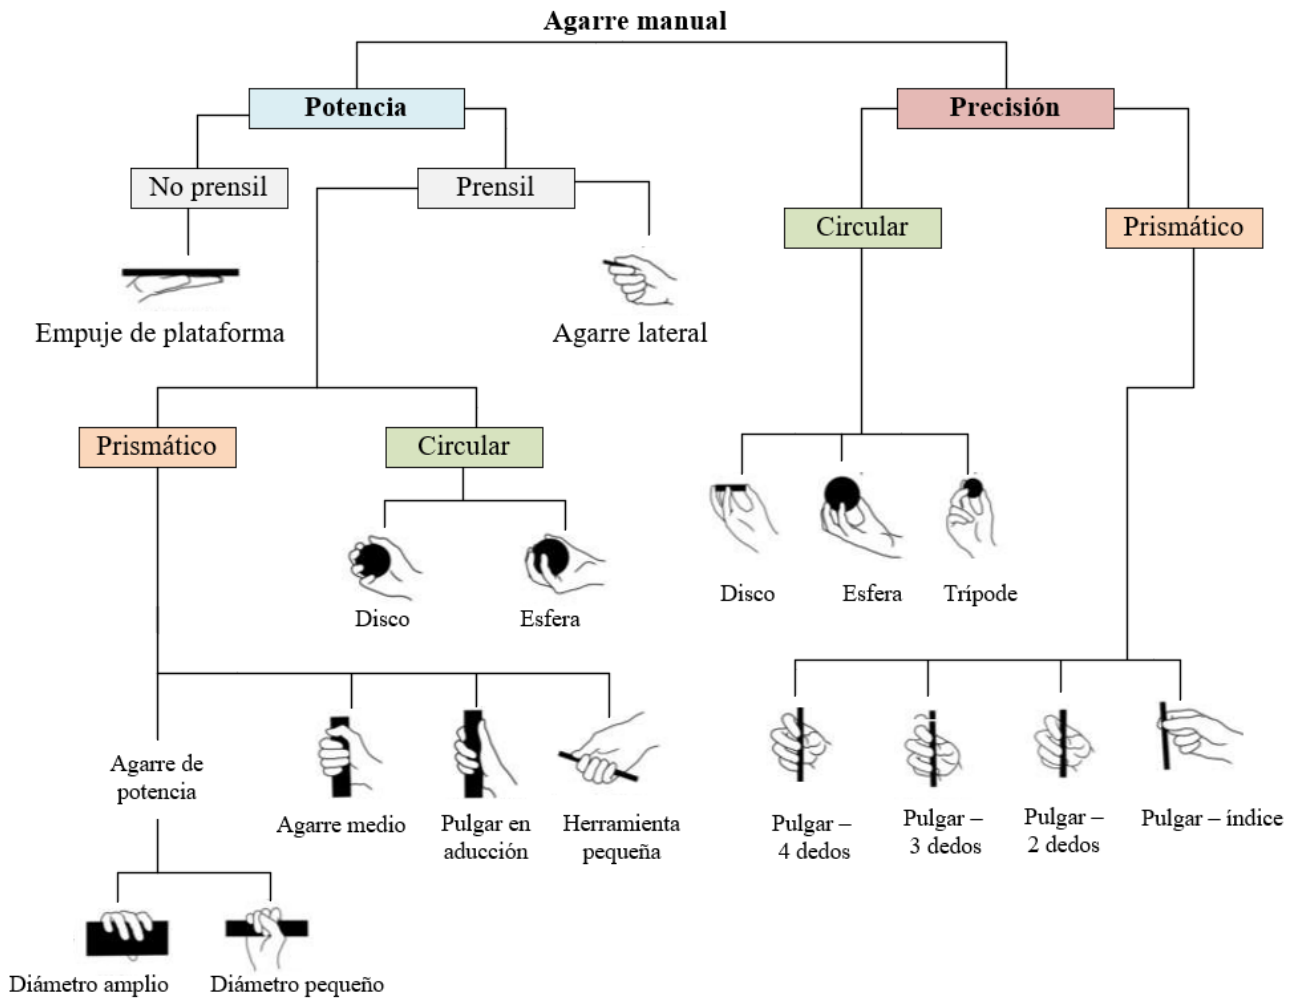 Agarre manual
Potencia
Precisión
No prensil
Prensil
Circular
Prismático
Empuje de plataforma
Agarre lateral
Prismático
Circular
Disco
Esfera
Trípode
Disco
Esfera
Agarre de
potencia
Agarre medio
Pulgar en
aducción
Herramienta
pequeña
Pulgar –
4 dedos
Pulgar –
3 dedos
Pulgar –
2 dedos
Pulgar – índice
Diámetro amplio
Diámetro pequeño